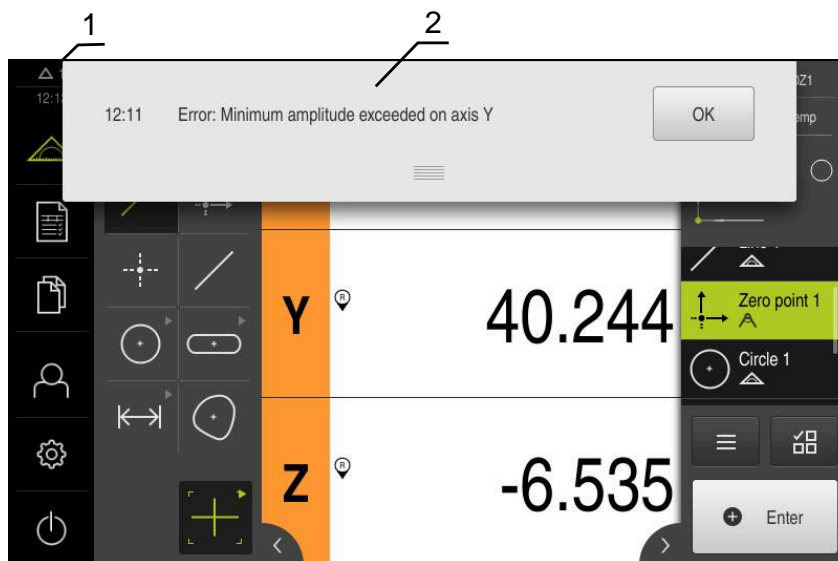 1
2
12:11 Error: Minimum amplitude exceeded on axis Y OK
Y R 40.244
Zero point 1
Circle 1
Z R -6.535
Enter